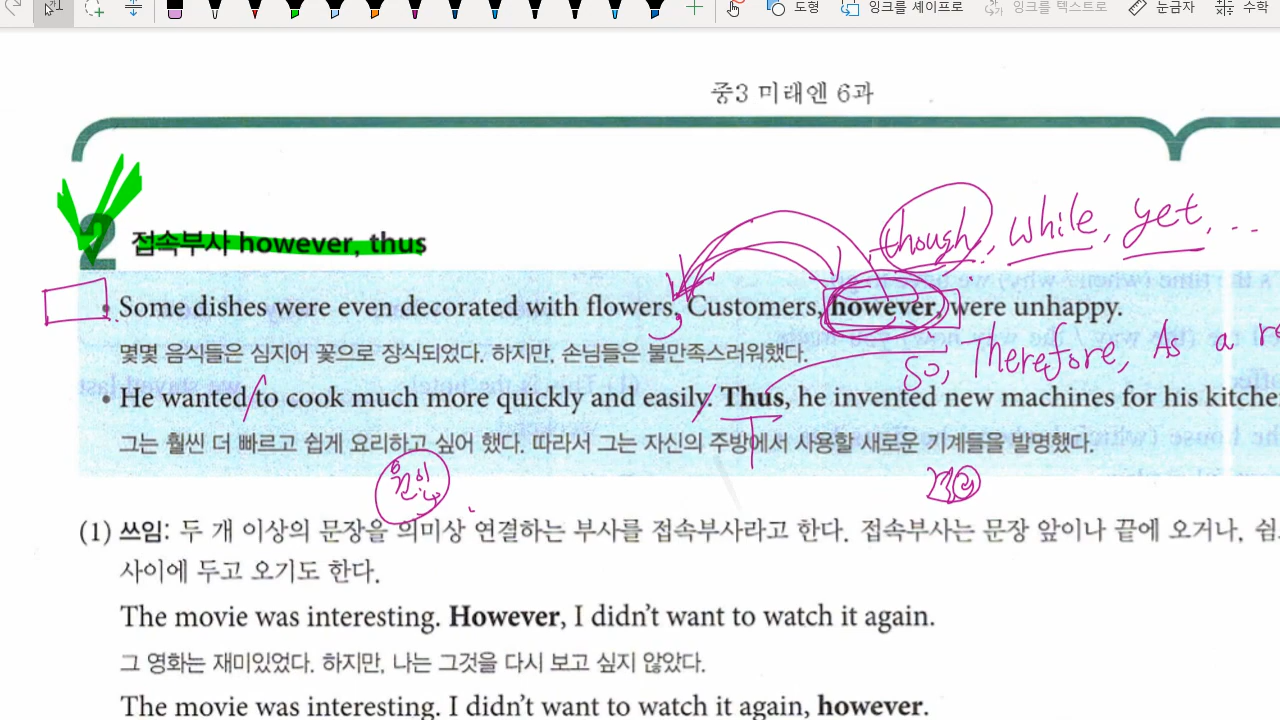 도형 잉크를 셰이프로 잉크를 텍스트로 눈금자 수학
중3 미래엔 6과
though, while, yet, ...
2 접속부사 however, thus
• Some dishes were even decorated with flowers, Customers, however, were unhappy.
몇몇 음식들은 심지어 꽃으로 장식되었다. 하지만, 손님들은 불만족스러워했다.
So, Therefore, As a re
• He wanted to cook much more quickly and easily. Thus, he invented new machines for his kitche
그는 훨씬 더 빠르고 쉽게 요리하고 싶어 했다. 따라서 그는 자신의 주방에서 사용할 새로운 기계들을 발명했다.
원인
(1) 쓰임: 두 개 이상의 문장을 의미상 연결하는 부사를 접속부사라고 한다. 접속부사는 문장 앞이나 끝에 오거나, 쉼
사이에 두고 오기도 한다.
The movie was interesting. However, I didn't want to watch it again.
그 영화는 재미있었다. 하지만, 나는 그것을 다시 보고 싶지 않았다.
The movie was interesting. I didn't want to watch it again, however.